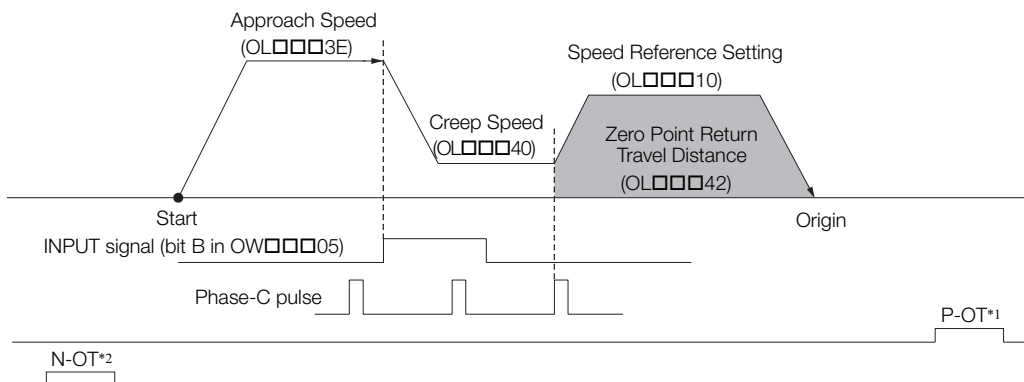 Approach Speed
(OL□□□3E)
Speed Reference Setting
(OL□□□10)
Creep Speed
(OL□□□40)
Zero Point Return
Travel Distance
(OL□□□42)
Start
Origin
INPUT signal (bit B in OW□□□05)
Phase-C pulse
P-OT*1
N-OT*2